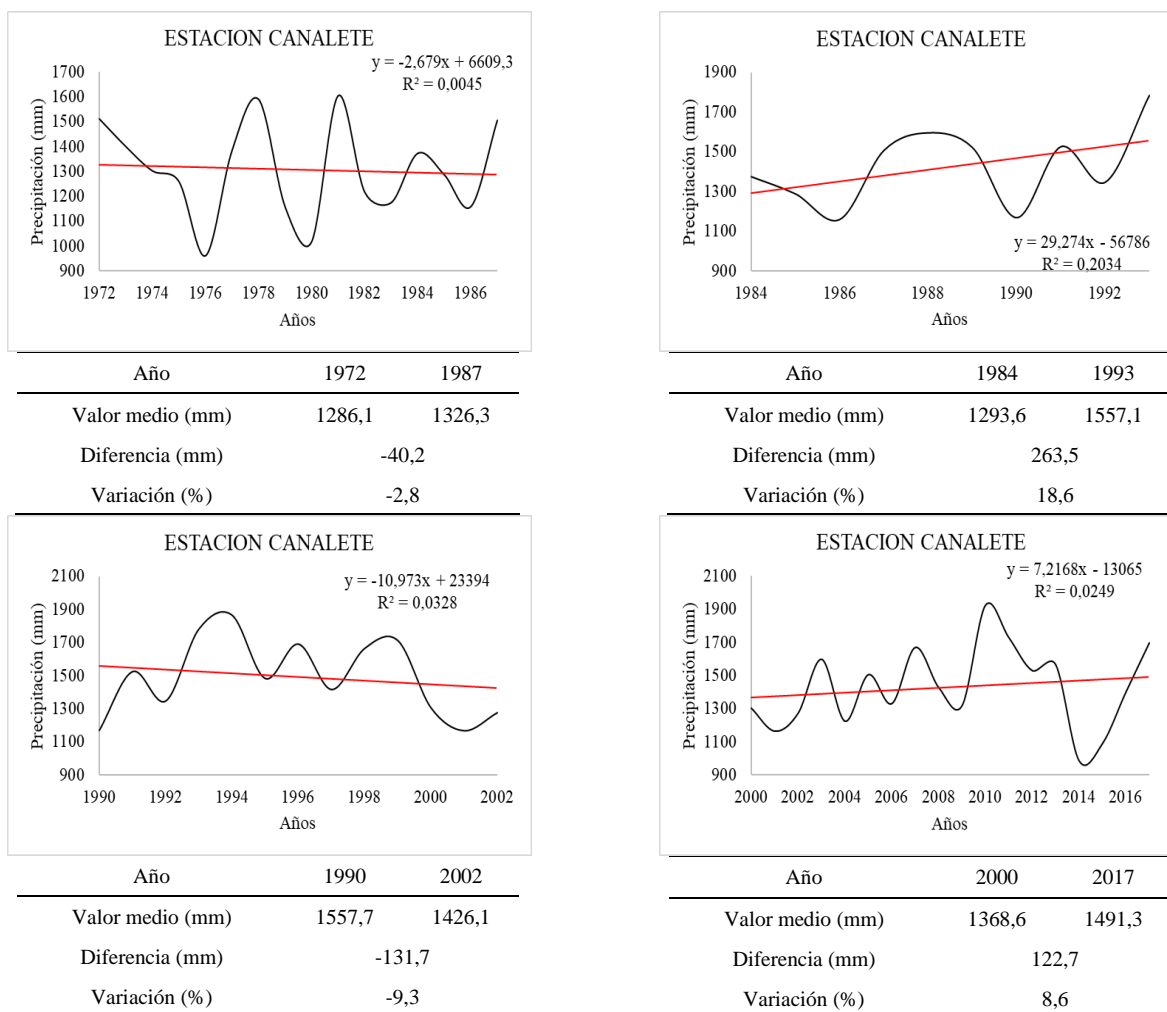 ESTACION CANALETE
y = -2,679x + 6609,3
R² = 0,0045
Precipitación (mm)
1700
1600
1500
1400
1300
1200
1100
1000
900
1972 1974 1976 1978 1980 1982 1984 1986
Años
Año 1972 1987
Valor medio (mm) 1286,1 1326,3
Diferencia (mm) -40,2
Variación (%) -2,8
ESTACION CANALETE
Precipitación (mm)
1900
1700
1500
1300
1100
900
y = 29,274x - 56786
R² = 0,2034
1984 1986 1988 1990 1992
Años
Año 1984 1993
Valor medio (mm) 1293,6 1557,1
Diferencia (mm) 263,5
Variación (%) 18,6
ESTACION CANALETE
y = -10,973x + 23394
R² = 0,0328
Precipitación (mm)
2100
1900
1700
1500
1300
1100
900
1990 1992 1994 1996 1998 2000 2002
Años
Año 1990 2002
Valor medio (mm) 1557,7 1426,1
Diferencia (mm) -131,7
Variación (%) -9,3
ESTACION CANALETE
y = 7,2168x - 13065
R² = 0,0249
Precipitación (mm)
2100
1900
1700
1500
1300
1100
900
2000 2002 2004 2006 2008 2010 2012 2014 2016
Años
Año 2000 2017
Valor medio (mm) 1368,6 1491,3
Diferencia (mm) 122,7
Variación (%) 8,6